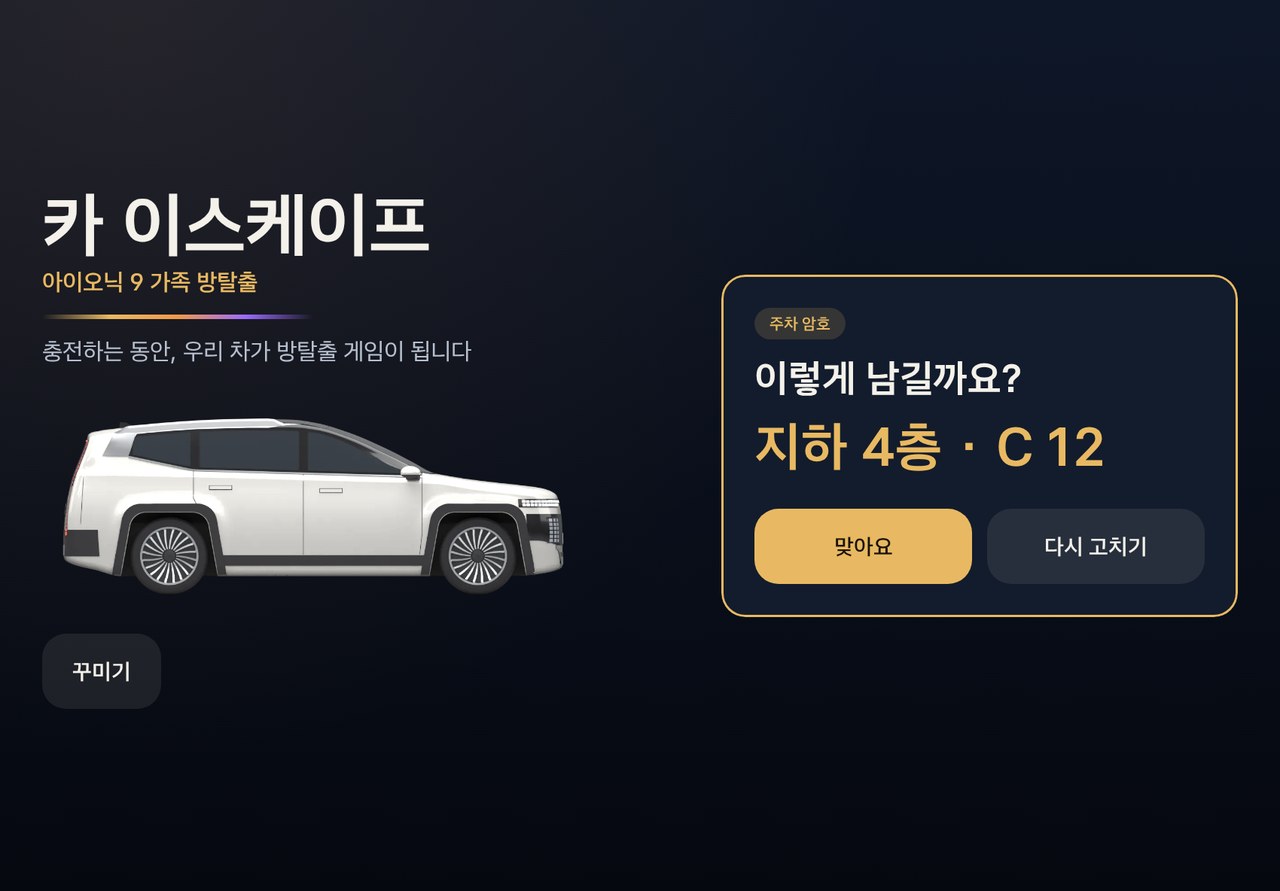 카 이스케이프
아이오닉 9 가족 방탈출
충전하는 동안, 우리 차가 방탈출 게임이 됩니다
꾸미기
주차 암호
이렇게 남길까요?
지하 4층 · C 12
맞아요
다시 고치기